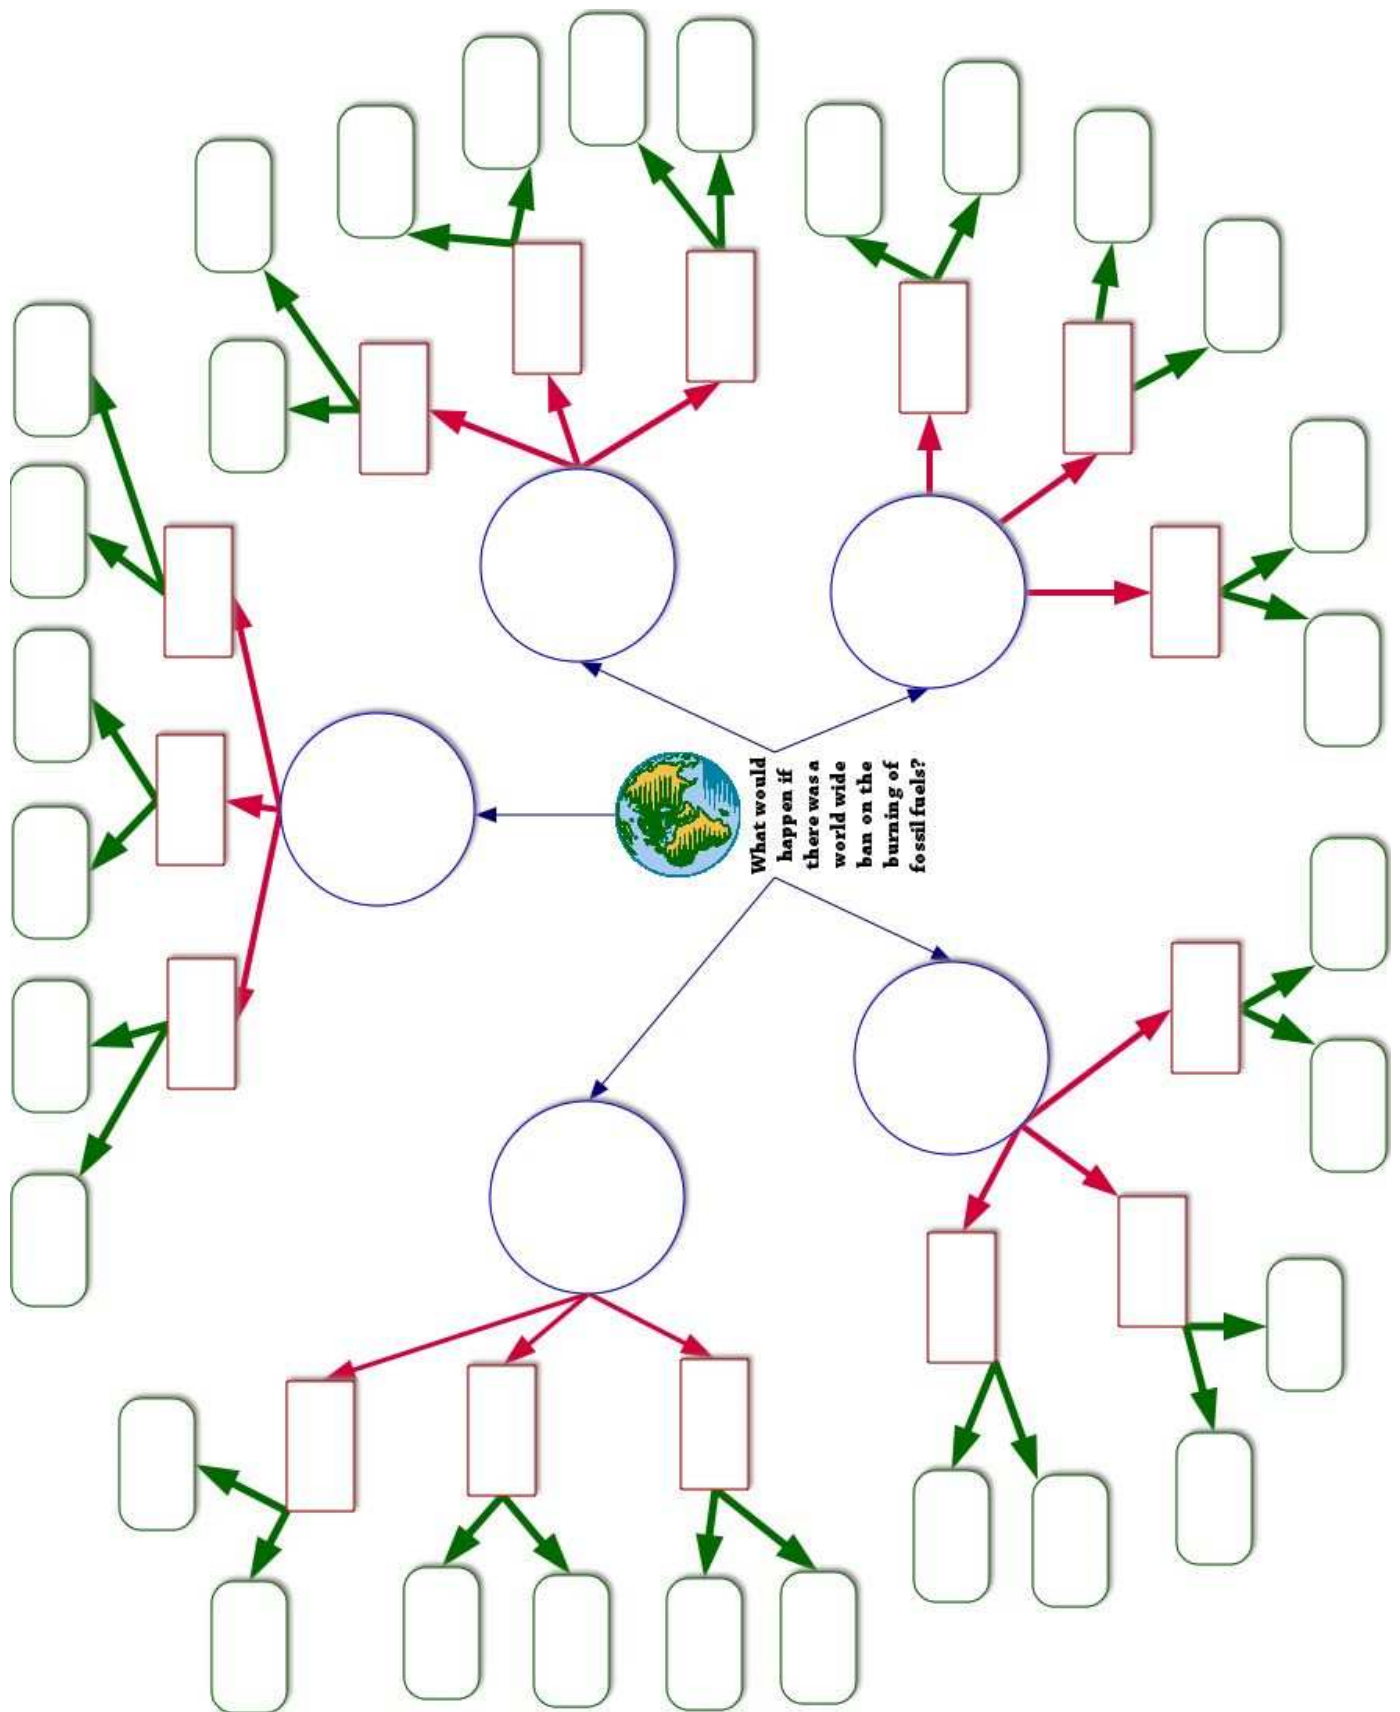 What would
happen if
there was a
world wide
ban on the
burning of
fossil fuels?